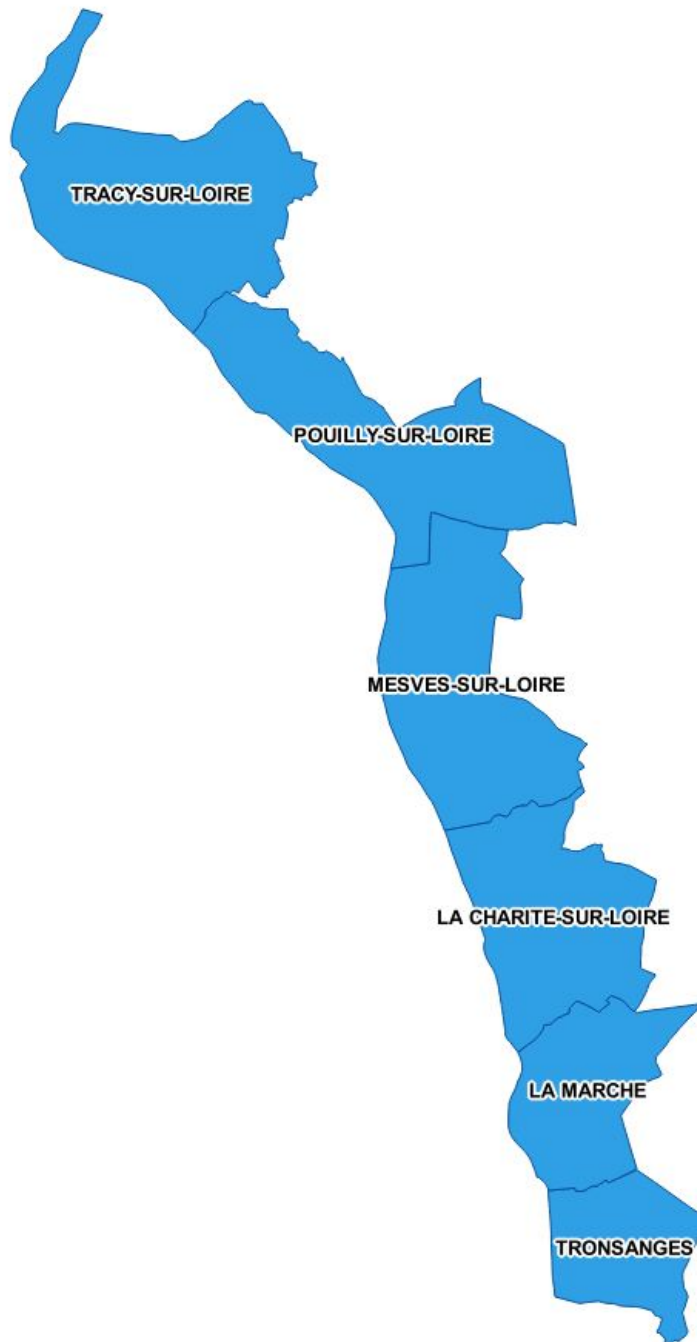 TRACY-SUR-LOIRE
POUILLY-SUR-LOIRE
MESVES-SUR-LOIRE
LA CHARITE-SUR-LOIRE
LA MARCHE
TRONSANGES